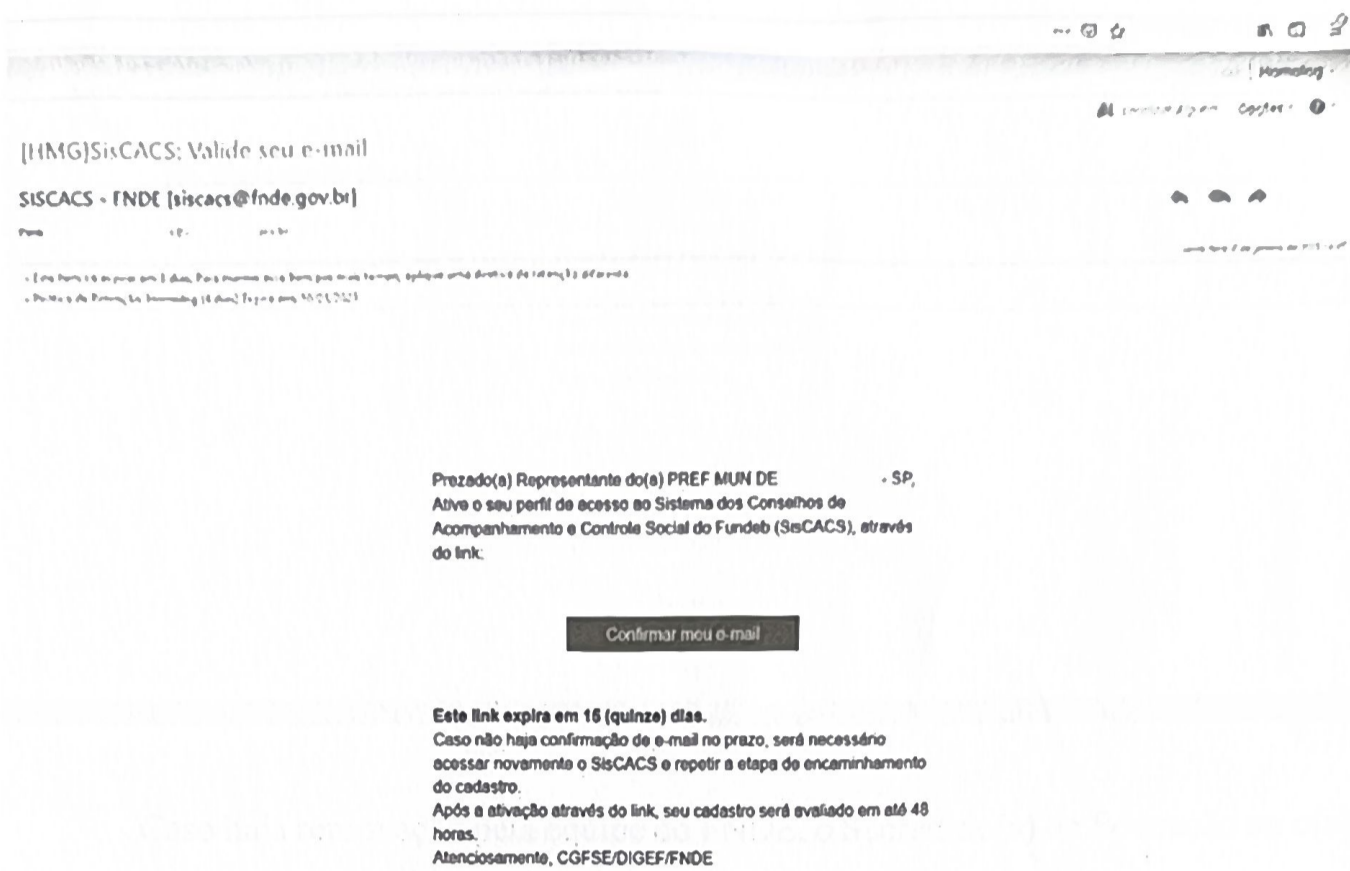 Homolog
Opções
[HMG]SisCACS: Valide seu e-mail
SISCACS - FNDE [siscacs@fnde.gov.br]
Para
Prezado(a) Representante do(a) PREF MUN DE - SP,
Ative o seu perfil de acesso ao Sistema dos Conselhos de
Acompanhamento e Controle Social do Fundeb (SisCACS), através
do link:
Confirmar meu e-mail
Este link expira em 15 (quinze) dias.
Caso não haja confirmação de e-mail no prazo, será necessário
acessar novamente o SisCACS e repetir a etapa de encaminhamento
do cadastro.
Após a ativação através do link, seu cadastro será avaliado em até 48
horas.
Atenciosamente, CGFSE/DIGEF/FNDE